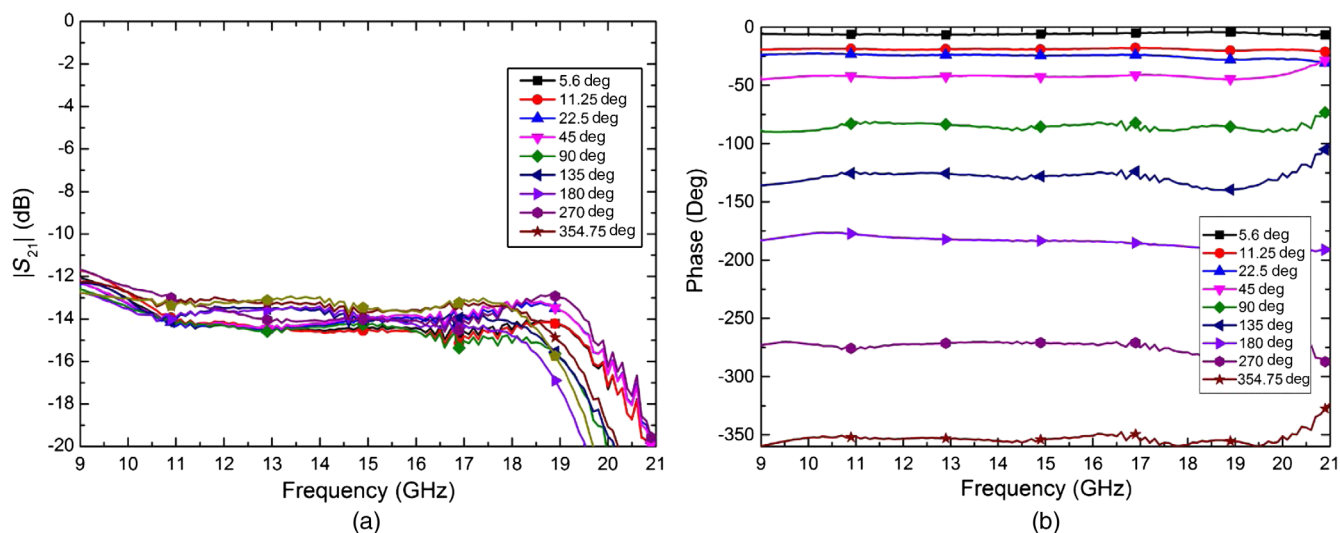 0
-2
-4
-6
-8
-10
-12
-14
-16
-18
-20
|S21| (dB)
9 10 11 12 13 14 15 16 17 18 19 20 21
Frequency (GHz)
5.6 deg
11.25 deg
22.5 deg
45 deg
90 deg
135 deg
180 deg
270 deg
354.75 deg
(a)
0
-50
-100
-150
-200
-250
-300
-350
Phase (Deg)
9 10 11 12 13 14 15 16 17 18 19 20 21
Frequency (GHz)
5.6 deg
11.25 deg
22.5 deg
45 deg
90 deg
135 deg
180 deg
270 deg
354.75 deg
(b)